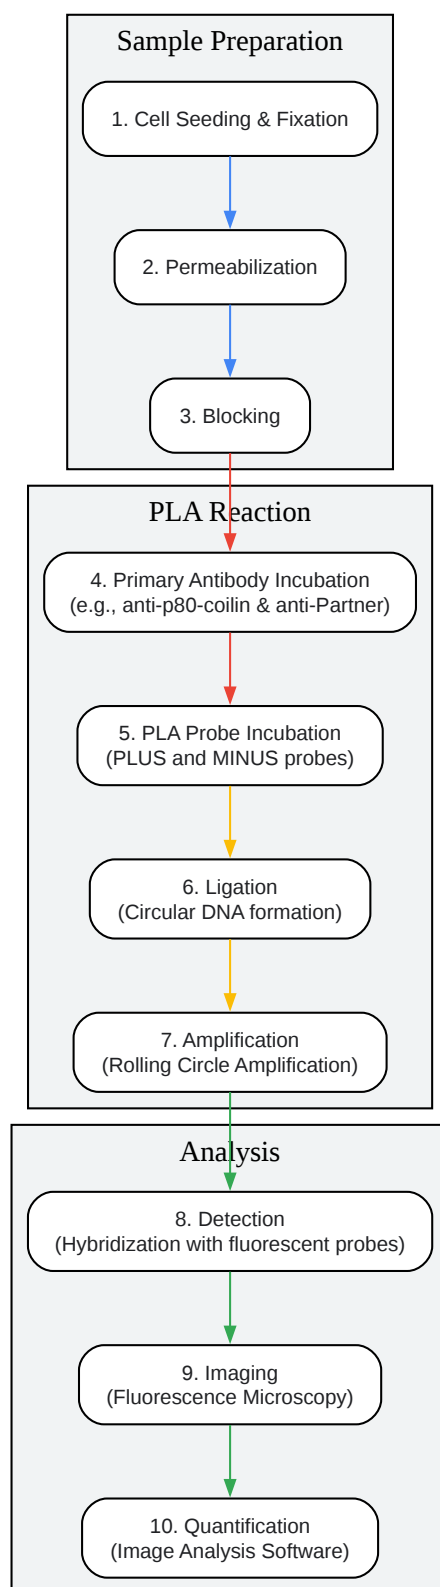 Sample Preparation
1. Cell Seeding & Fixation
2. Permeabilization
3. Blocking
PLA Reaction
4. Primary Antibody Incubation
(e.g., anti-p80-coilin & anti-Partner)
5. PLA Probe Incubation
(PLUS and MINUS probes)
6. Ligation
(Circular DNA formation)
7. Amplification
(Rolling Circle Amplification)
Analysis
8. Detection
(Hybridization with fluorescent probes)
9. Imaging
(Fluorescence Microscopy)
10. Quantification
(Image Analysis Software)